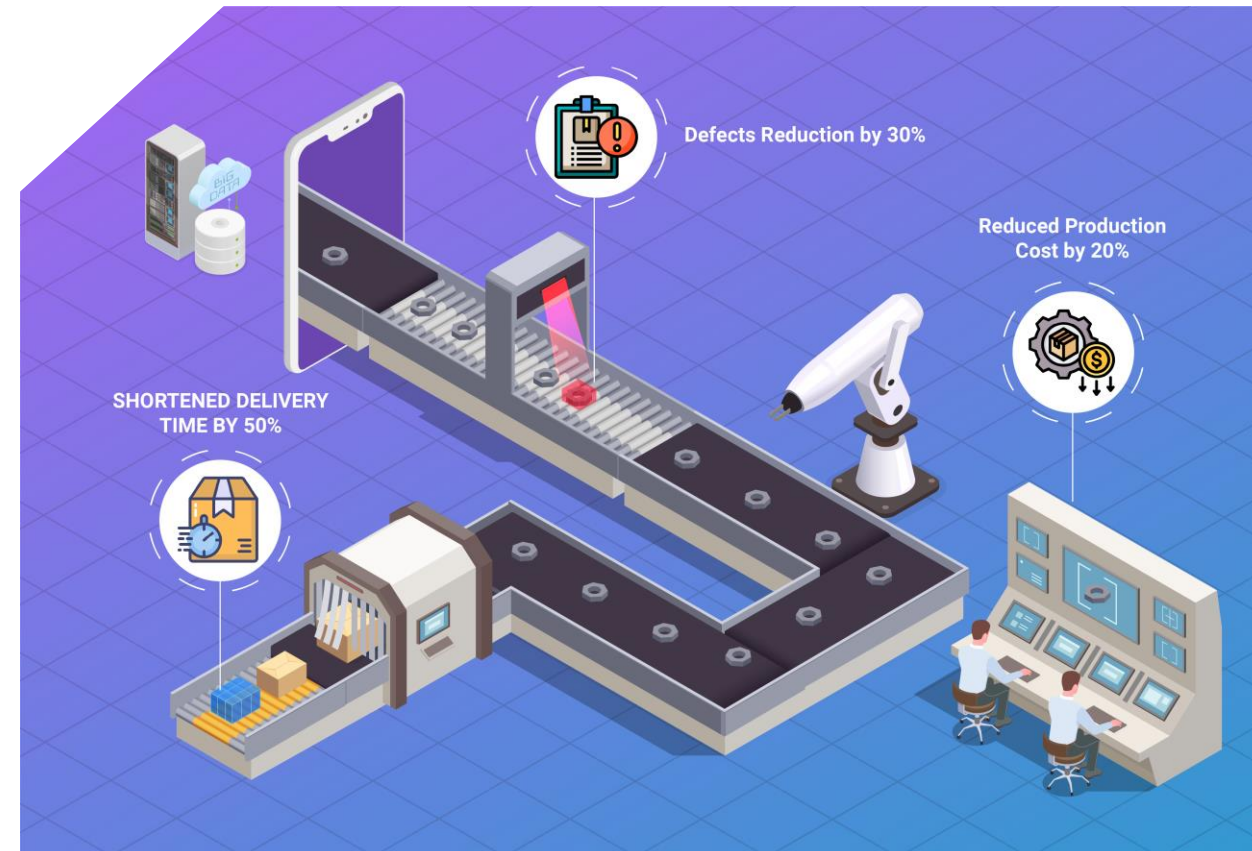 BIG
DATA
Defects Reduction by 30%
Reduced Production
Cost by 20%
SHORTENED DELIVERY
TIME BY 50%